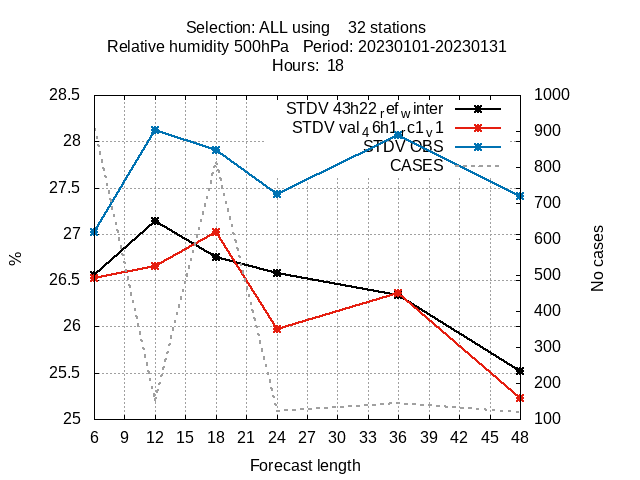 Selection: ALL using    32 stations
Relative humidity 500hPa   Period: 20230101-20230131
Hours:  18
28.5
28
27.5
27
26.5
26
25.5
25
%
STDV 43h22ref_winter
STDV val46h1rc1v1
STDV OBS
CASES
1000
900
800
700
600
500
400
300
200
100
No cases
6 9 12 15 18 21 24 27 30 33 36 39 42 45 48
Forecast length